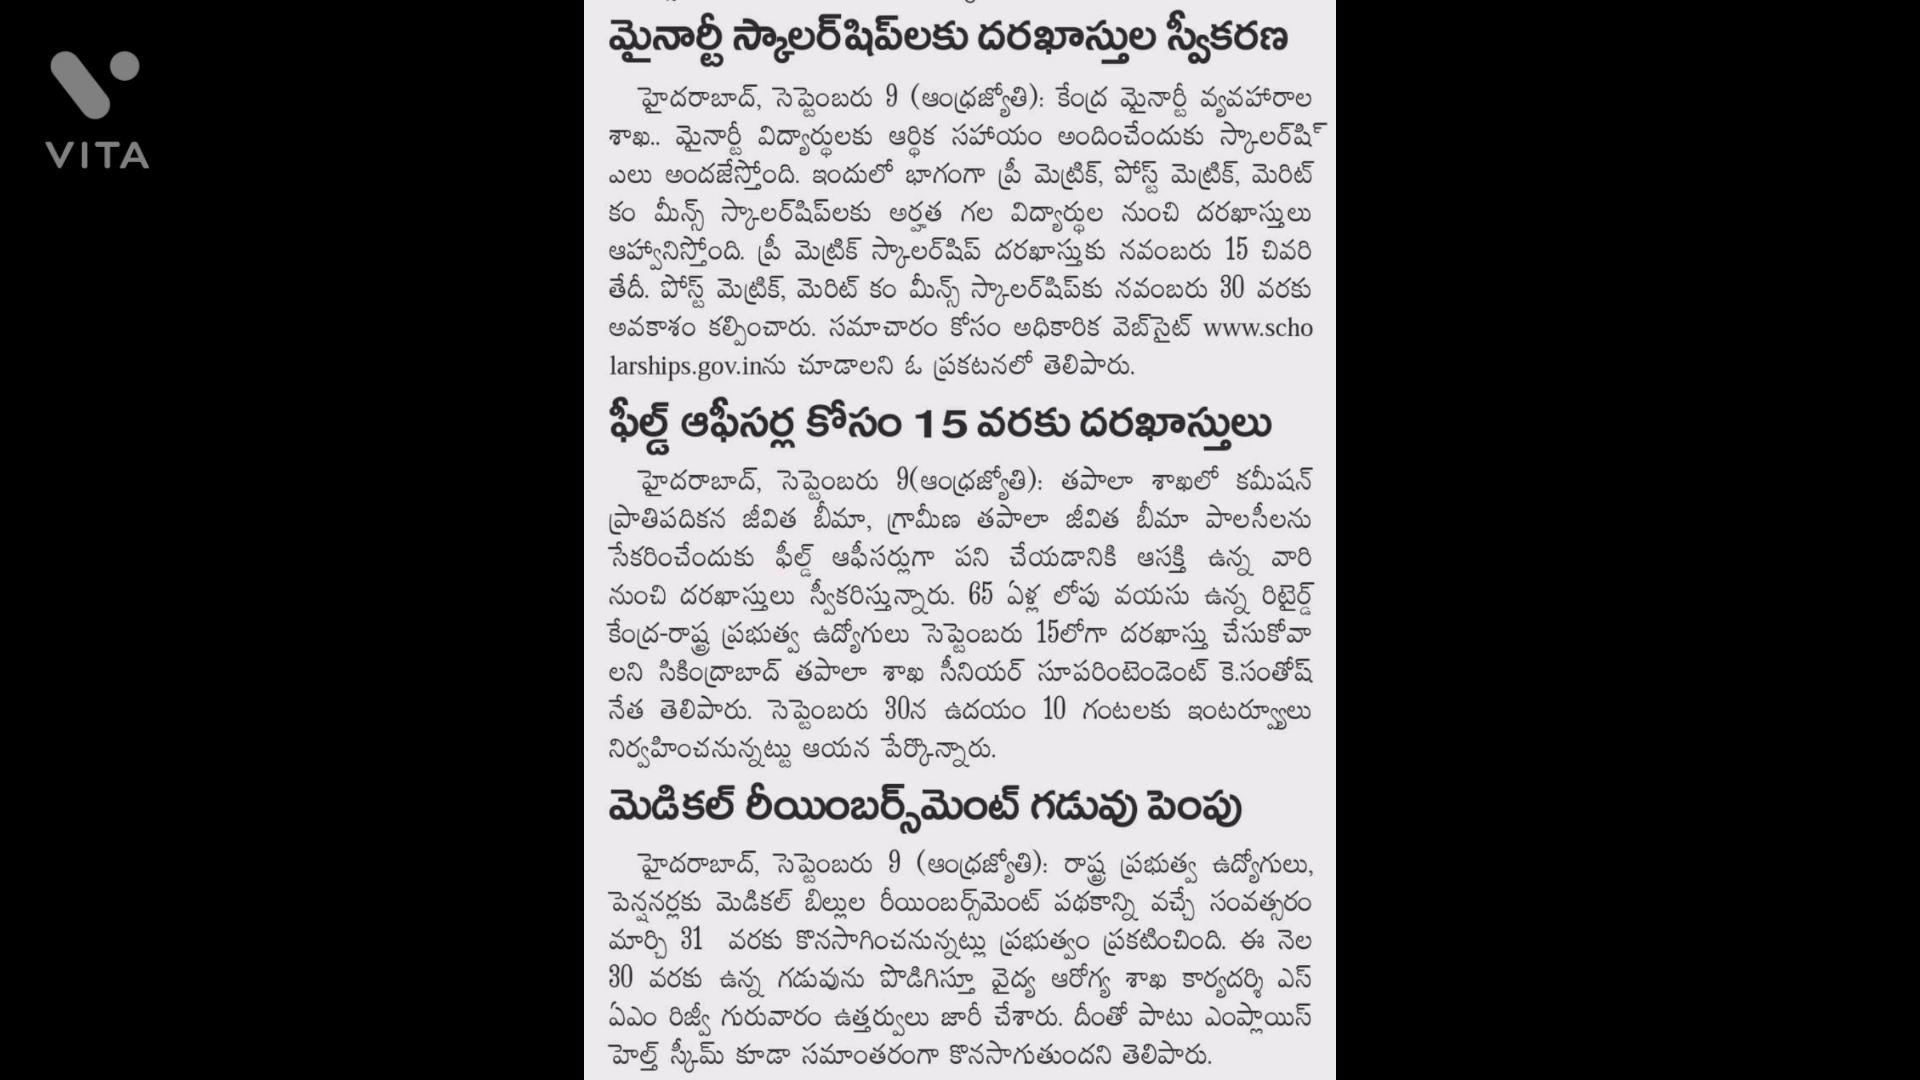 VITA
మైనార్టీ స్కాలర్‌షిప్‌లకు దరఖాస్తుల స్వీకరణ
హైదరాబాద్, సెప్టెంబరు 9 (ఆంధ్రజ్యోతి): కేంద్ర మైనార్టీ వ్యవహారాల
శాఖ.. మైనార్టీ విద్యార్థులకు ఆర్థిక సహాయం అందించేందుకు స్కాలర్‌షి
ఎలు అందజేస్తోంది. ఇందులో భాగంగా ప్రీ మెట్రిక్, పోస్ట్ మెట్రిక్, మెరిట్
కం మీన్స్ స్కాలర్‌షిప్‌లకు అర్హత గల విద్యార్థుల నుంచి దరఖాస్తులు
ఆహ్వానిస్తోంది. ప్రీ మెట్రిక్ స్కాలర్‌షిప్ దరఖాస్తుకు నవంబరు 15 చివరి
తేదీ. పోస్ట్ మెట్రిక్, మెరిట్ కం మీన్స్ స్కాలర్‌షిప్‌కు నవంబరు 30 వరకు
అవకాశం కల్పించారు. సమాచారం కోసం అధికారిక వెబ్‌సైట్ www.scho
larships.gov.inను చూడాలని ఓ ప్రకటనలో తెలిపారు.
ఫీల్డ్ ఆఫీసర్ల కోసం 15 వరకు దరఖాస్తులు
హైదరాబాద్, సెప్టెంబరు 9(ఆంధ్రజ్యోతి): తపాలా శాఖలో కమీషన్
ప్రాతిపదికన జీవిత బీమా, గ్రామీణ తపాలా జీవిత బీమా పాలసీలను
సేకరించేందుకు ఫీల్డ్ ఆఫీసర్లుగా పని చేయడానికి ఆసక్తి ఉన్న వారి
నుంచి దరఖాస్తులు స్వీకరిస్తున్నారు. 65 ఏళ్ల లోపు వయసు ఉన్న రిటైర్డ్
కేంద్ర-రాష్ట్ర ప్రభుత్వ ఉద్యోగులు సెప్టెంబరు 15లోగా దరఖాస్తు చేసుకోవా
లని సికింద్రాబాద్ తపాలా శాఖ సీనియర్ సూపరింటెండెంట్ కె.సంతోష్
నేత తెలిపారు. సెప్టెంబరు 30న ఉదయం 10 గంటలకు ఇంటర్వ్యూలు
నిర్వహించనున్నట్టు ఆయన పేర్కొన్నారు.
మెడికల్ రీయింబర్స్‌మెంట్ గడువు పెంపు
హైదరాబాద్, సెప్టెంబరు 9 (ఆంధ్రజ్యోతి): రాష్ట్ర ప్రభుత్వ ఉద్యోగులు,
పెన్షనర్లకు మెడికల్ బిల్లుల రీయింబర్స్‌మెంట్ పథకాన్ని వచ్చే సంవత్సరం
మార్చి 31 వరకు కొనసాగించనున్నట్లు ప్రభుత్వం ప్రకటించింది. ఈ నెల
30 వరకు ఉన్న గడువును పొడిగిస్తూ వైద్య ఆరోగ్య శాఖ కార్యదర్శి ఎస్
ఏఎం రిజ్వీ గురువారం ఉత్తర్వులు జారీ చేశారు. దీంతో పాటు ఎంప్లాయిస్
హెల్త్ స్కీమ్ కూడా సమాంతరంగా కొనసాగుతుందని తెలిపారు.